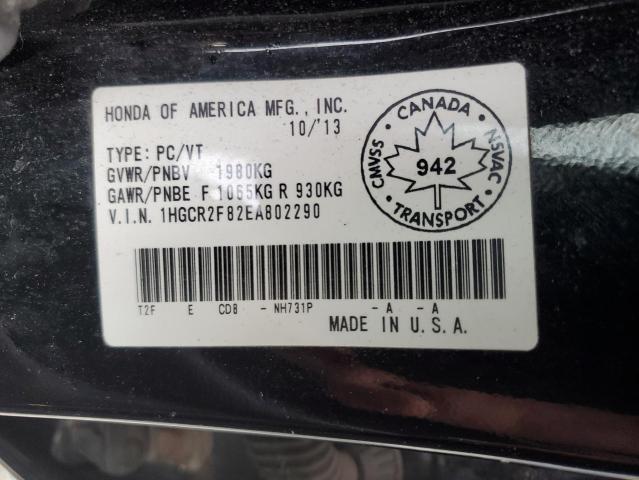 HONDA OF AMERICA MFG., INC.
10/'13
TYPE: PC/VT
GVWR/PNBV 1980KG
GAWR/PNBE F 1065KG R 930KG
V.I.N. 1HGCR2F82EA802290
CANADA
CMVSS
942
NSVAC
TRANSPORT
T2F E CD8 - NH731P - A - A
MADE IN U.S.A.